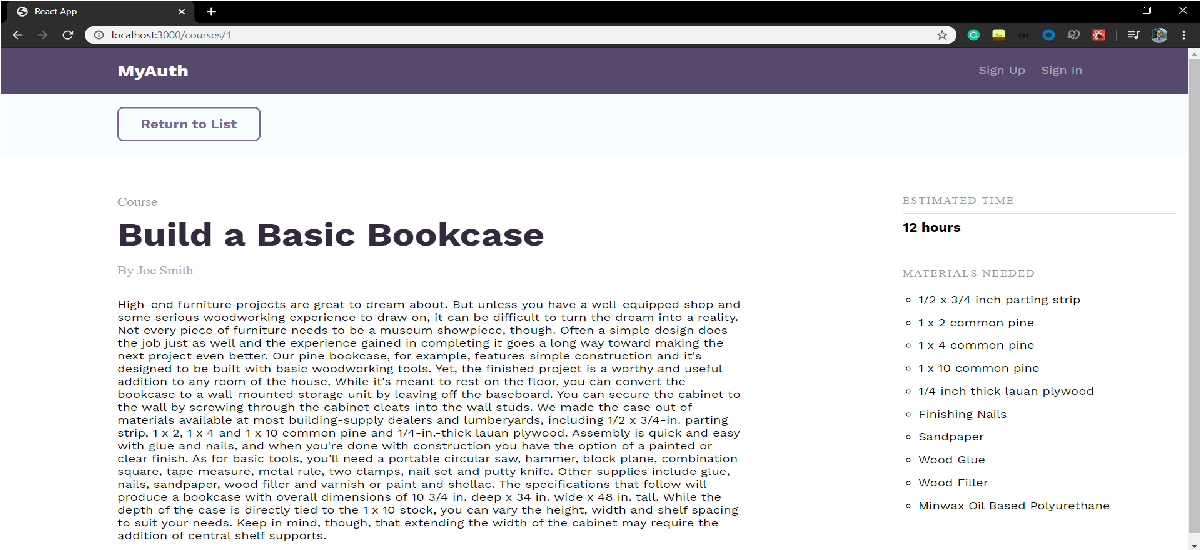 React App
localhost:3000/courses/1
MyAuth
Sign Up
Sign In
Return to List
Course
Build a Basic Bookcase
By Joe Smith
High-end furniture projects are great to dream about. But unless you have a well-equipped shop and
some serious woodworking experience to draw on, it can be difficult to turn the dream into a reality.
Not every piece of furniture needs to be a museum showpiece, though. Often a simple design does
the job just as well and the experience gained in completing it goes a long way toward making the
next project even better. Our pine bookcase, for example, features simple construction and it's
designed to be built with basic woodworking tools. Yet, the finished project is a worthy and useful
addition to any room of the house. While it's meant to rest on the floor, you can convert the
bookcase to a wall-mounted storage unit by leaving off the baseboard. You can secure the cabinet to
the wall by screwing through the cabinet cleats into the wall studs. We made the case out of
materials available at most building-supply dealers and lumberyards, including 1/2 x 3/4-in. parting
strip, 1 x 2, 1 x 4 and 1 x 10 common pine and 1/4-in.-thick lauan plywood. Assembly is quick and easy
with glue and nails, and when you're done with construction you have the option of a painted or
clear finish. As for basic tools, you'll need a portable circular saw, hammer, block plane, combination
square, tape measure, metal rule, two clamps, nail set and putty knife. Other supplies include glue,
nails, sandpaper, wood filler and varnish or paint and shellac. The specifications that follow will
produce a bookcase with overall dimensions of 10 3/4 in. deep x 34 in. wide x 48 in. tall. While the
depth of the case is directly tied to the 1 x 10 stock, you can vary the height, width and shelf spacing
to suit your needs. Keep in mind, though, that extending the width of the cabinet may require the
addition of central shelf supports.
ESTIMATED TIME
12 hours
MATERIALS NEEDED
1/2 x 3/4 inch parting strip
1 x 2 common pine
1 x 4 common pine
1 x 10 common pine
1/4 inch thick lauan plywood
Finishing Nails
Sandpaper
Wood Glue
Wood Filler
Minwax Oil Based Polyurethane